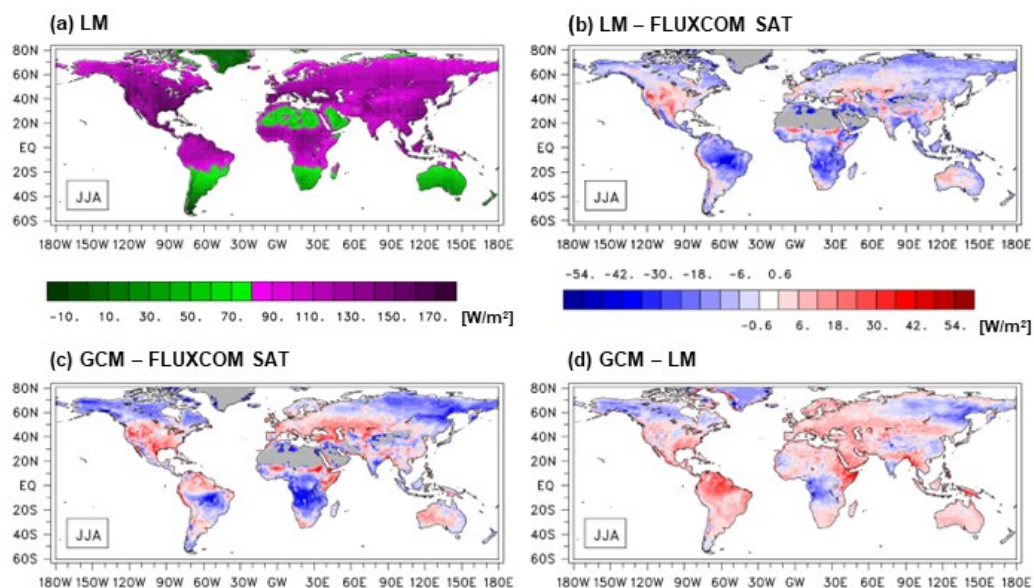 (a) LM
80N
60N
40N
20N
EQ
20S
40S
60S
JJA
180W 150W 120W 90W 60W 30W GW 30E 60E 90E 120E 150E 180E
-10. 10. 30. 50. 70. 90. 110. 130. 150. 170. [W/m²]
(b) LM – FLUXCOM SAT
80N
60N
40N
20N
EQ
20S
40S
60S
JJA
180W 150W 120W 90W 60W 30W GW 30E 60E 90E 120E 150E 180E
-54. -42. -30. -18. -6. 0.6
-0.6 6. 18. 30. 42. 54. [W/m²]
(c) GCM – FLUXCOM SAT
80N
60N
40N
20N
EQ
20S
40S
60S
JJA
180W 150W 120W 90W 60W 30W GW 30E 60E 90E 120E 150E 180E
(d) GCM – LM
80N
60N
40N
20N
EQ
20S
40S
60S
JJA
180W 150W 120W 90W 60W 30W GW 30E 60E 90E 120E 150E 180E